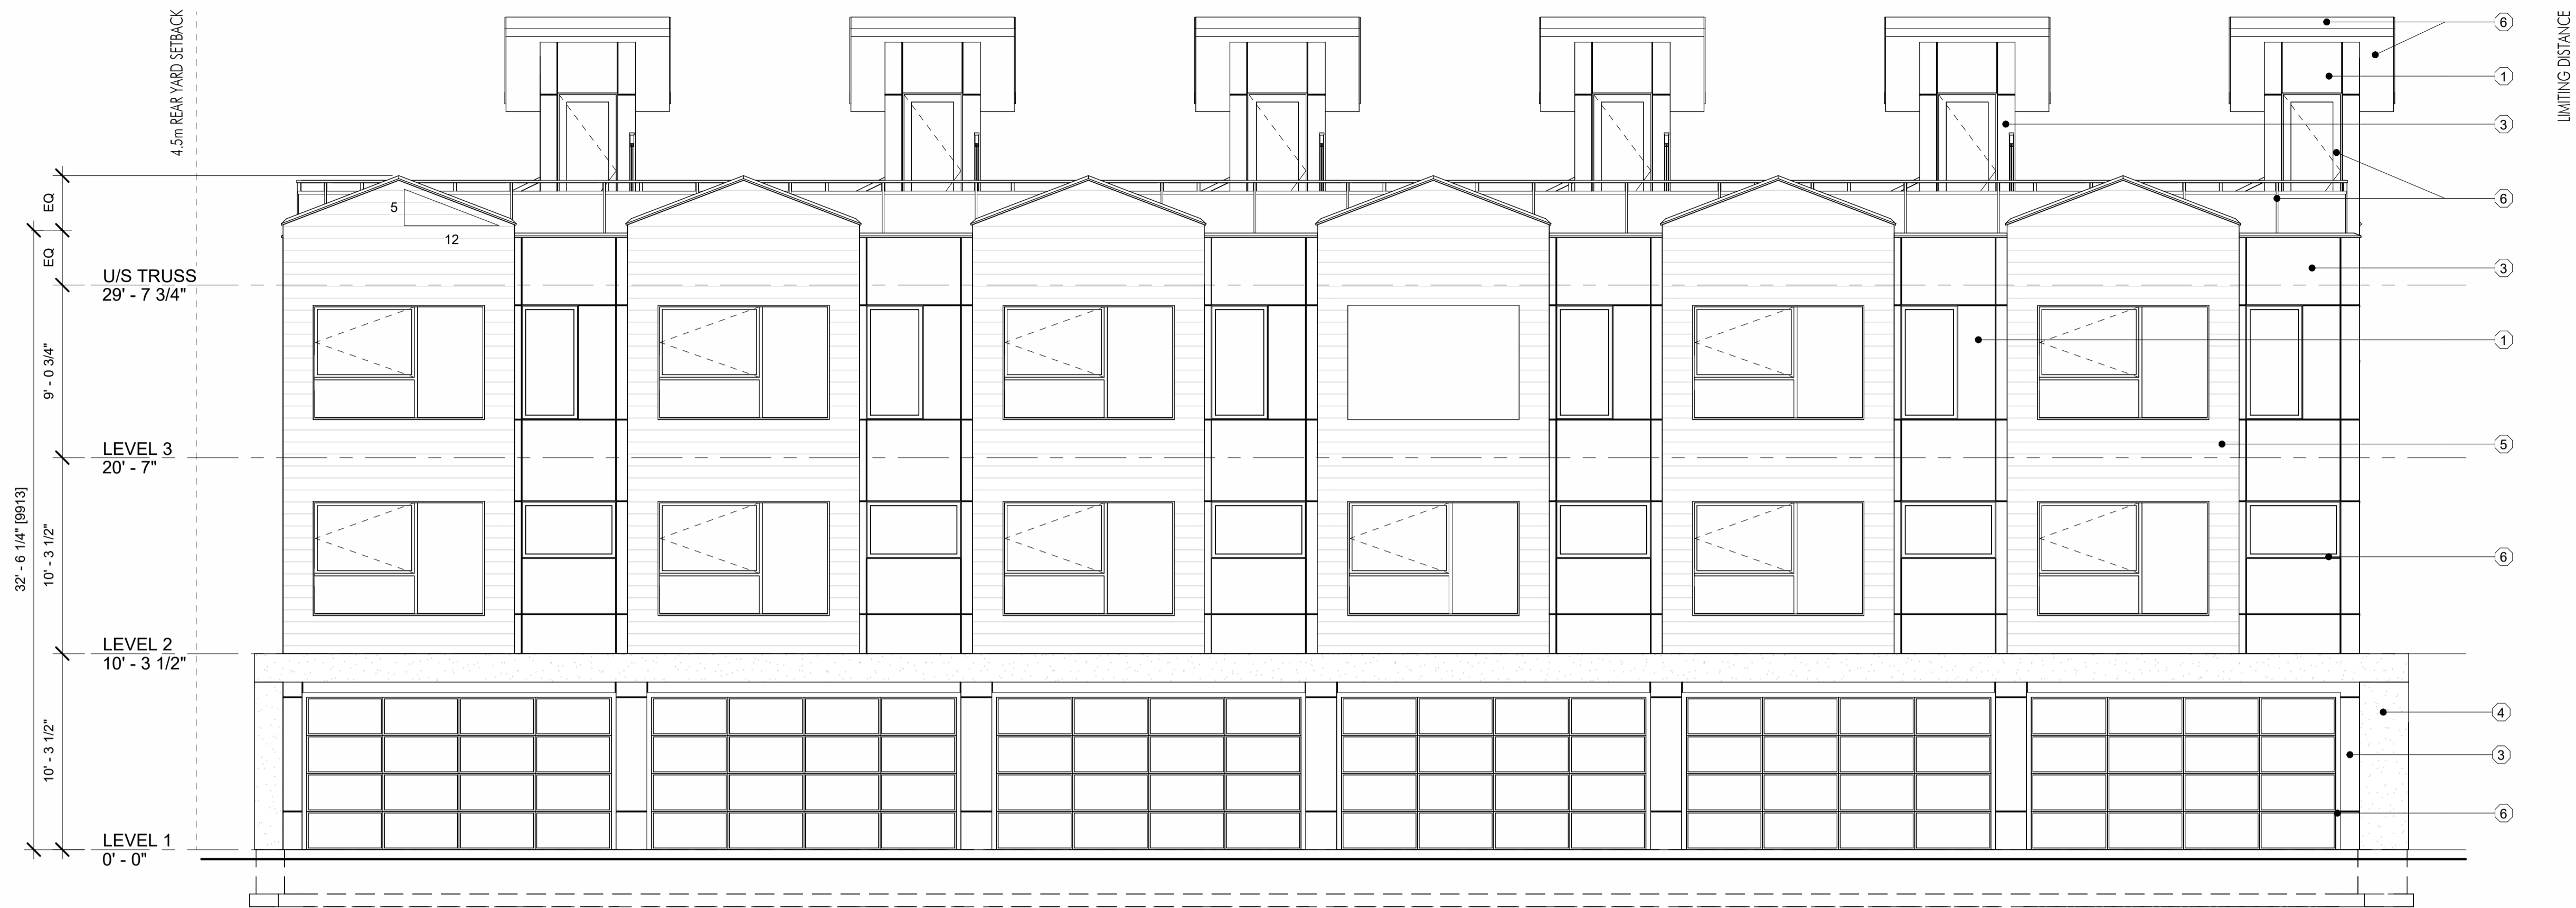 4.5m REAR YARD SETBACK
LIMITING DISTANCE
6
1
3
6
EQ
5
12
EQ
3
U/S TRUSS
29' - 7 3/4"
1
9' - 0 3/4"
5
LEVEL 3
20' - 7"
32' - 6 1/4" [9913]
10' - 3 1/2"
6
LEVEL 2
10' - 3 1/2"
4
3
10' - 3 1/2"
6
LEVEL 1
0' - 0"